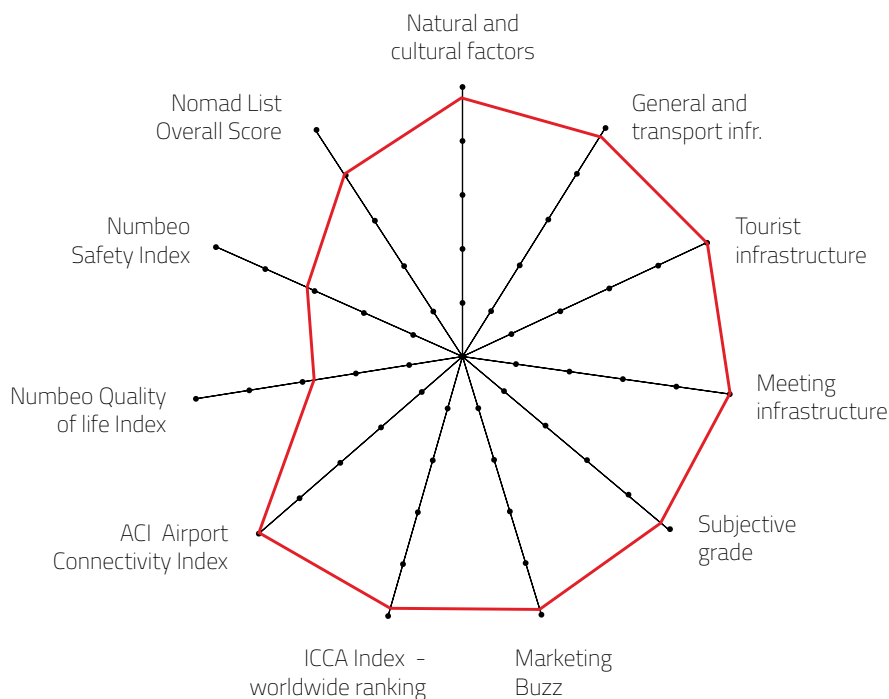 Natural and
cultural factors
General and
transport infr.
Tourist
infrastructure
Meeting
infrastructure
Subjective
grade
Marketing
Buzz
ICCA Index -
worldwide ranking
ACI Airport
Connectivity Index
Numbeo Quality
of life Index
Numbeo
Safety Index
Nomad List
Overall Score